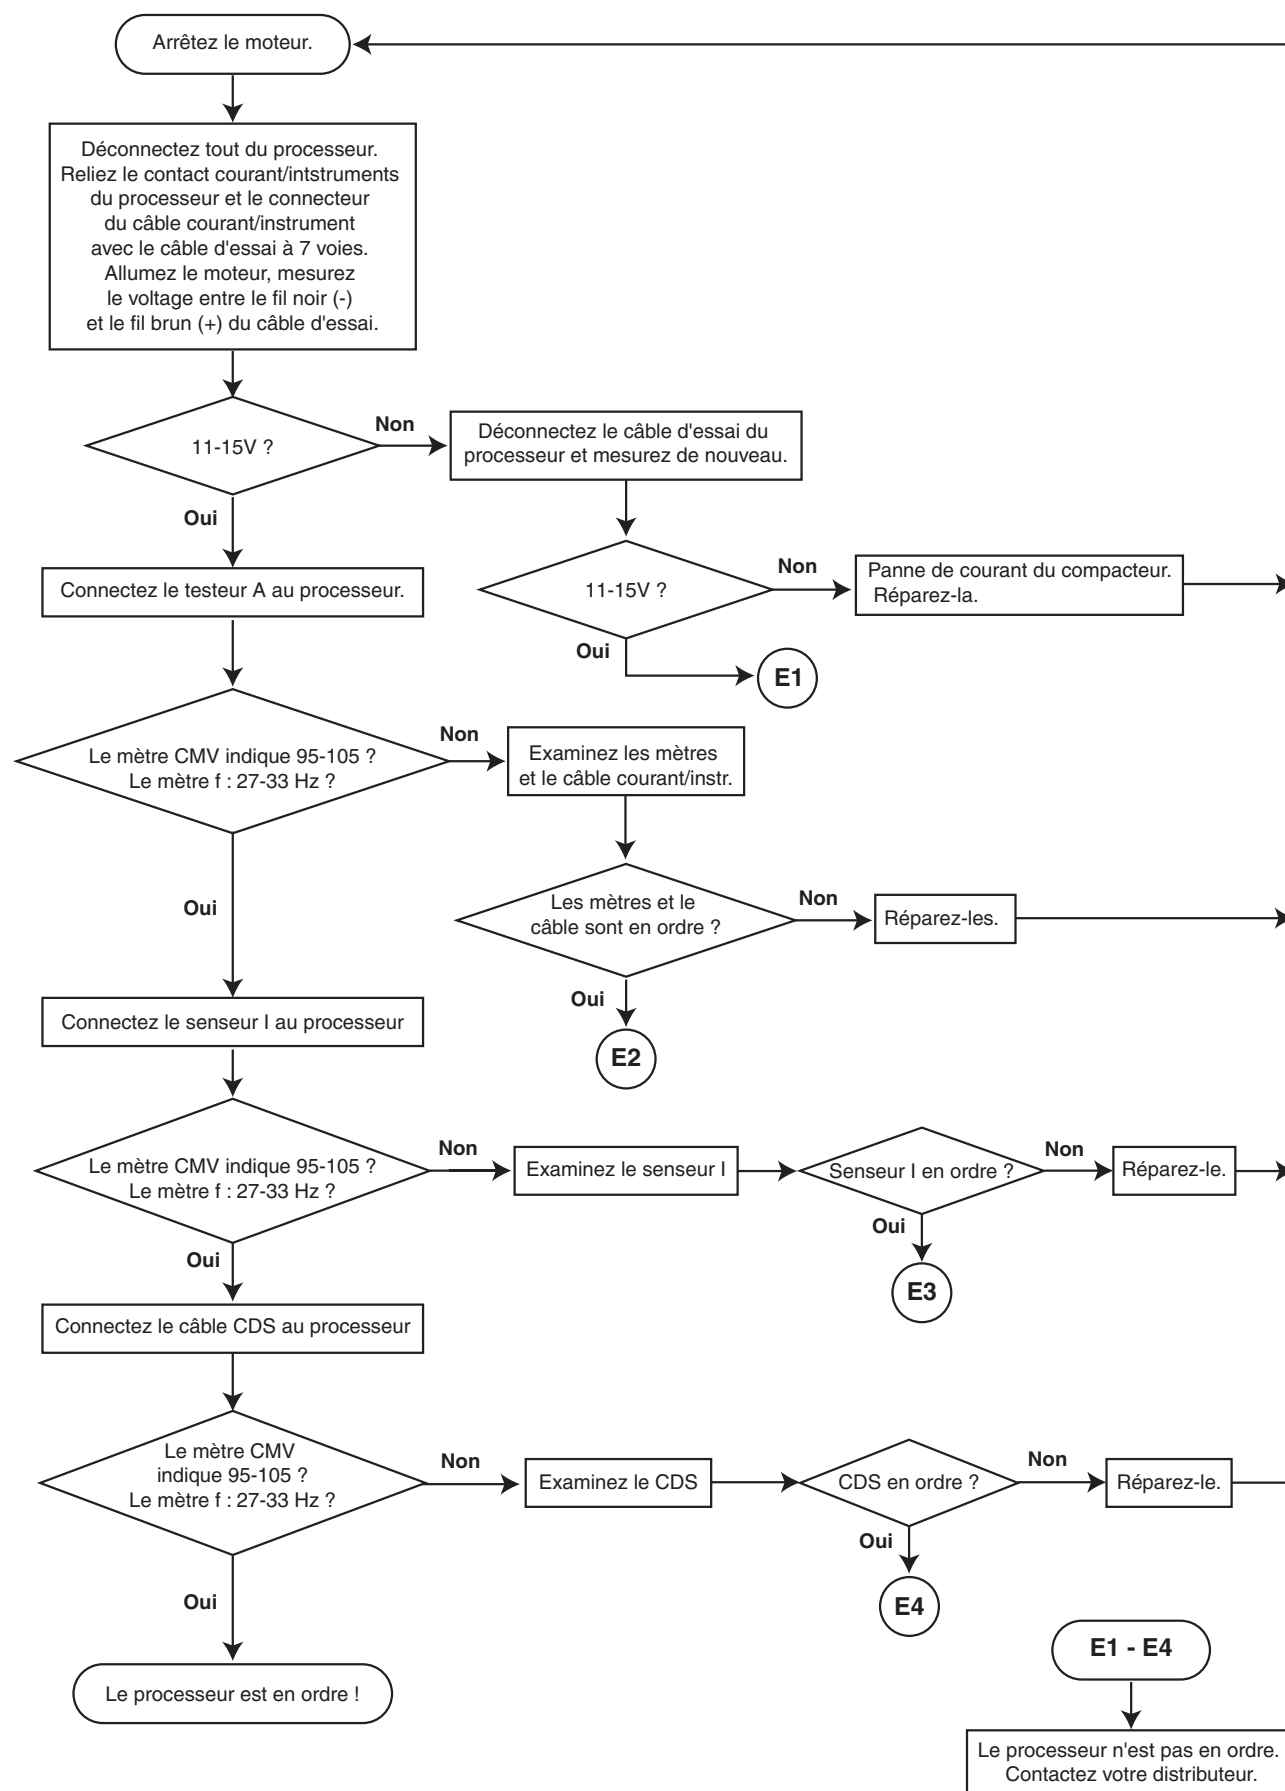 Arrêtez le moteur.
Déconnectez tout du processeur.
Reliez le contact courant/intstruments
du processeur et le connecteur
du câble courant/instrument
avec le câble d'essai à 7 voies.
Allumez le moteur, mesurez
le voltage entre le fil noir (-)
et le fil brun (+) du câble d'essai.
11-15V ?
Non
Déconnectez le câble d'essai du
processeur et mesurez de nouveau.
Oui
Connectez le testeur A au processeur.
11-15V ?
Non
Panne de courant du compacteur.
Réparez-la.
Oui
E1
Le mètre CMV indique 95-105 ?
Le mètre f : 27-33 Hz ?
Non
Examinez les mètres
et le câble courant/instr.
Oui
Les mètres et le
câble sont en ordre ?
Non
Réparez-les.
Oui
E2
Connectez le senseur I au processeur
Le mètre CMV indique 95-105 ?
Le mètre f : 27-33 Hz ?
Non
Examinez le senseur I
Senseur I en ordre ?
Non
Réparez-le.
Oui
E3
Oui
Connectez le câble CDS au processeur
Le mètre CMV
indique 95-105 ?
Le mètre f : 27-33 Hz ?
Non
Examinez le CDS
CDS en ordre ?
Non
Réparez-le.
Oui
E4
Oui
Le processeur est en ordre !
E1 - E4
Le processeur n'est pas en ordre.
Contactez votre distributeur.